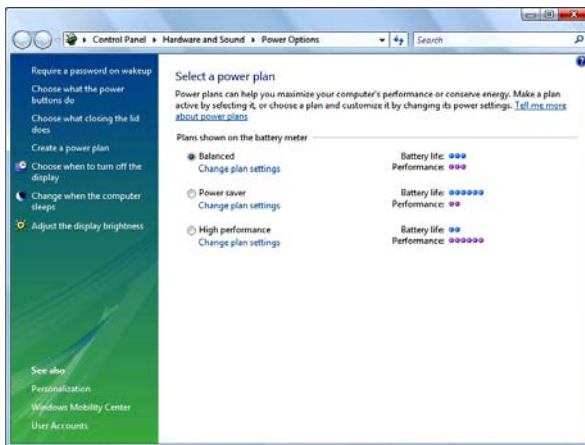 Control Panel ▸ Hardware and Sound ▸ Power Options
Search
Require a password on wakeup
Choose what the power
buttons do
Choose what closing the lid
does
Create a power plan
Choose when to turn off the
display
Change when the computer
sleeps
Adjust the display brightness
See also
Personalization
Windows Mobility Center
User Accounts
Select a power plan
Power plans can help you maximize your computer's performance or conserve energy. Make a plan
active by selecting it, or choose a plan and customize it by changing its power settings. Tell me more
about power plans
Plans shown on the battery meter
Balanced
Change plan settings
Battery life:
Performance:
Power saver
Change plan settings
Battery life:
Performance:
High performance
Change plan settings
Battery life:
Performance: